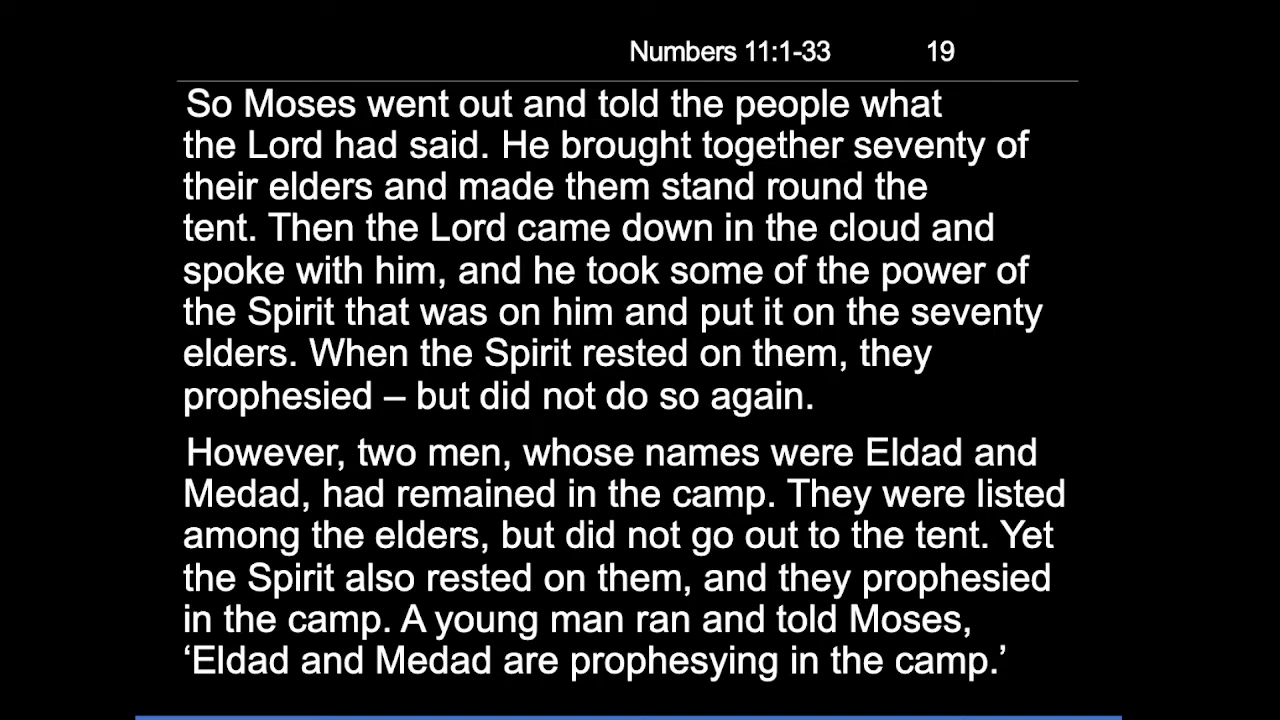 Numbers 11:1-33 19
So Moses went out and told the people what
the Lord had said. He brought together seventy of
their elders and made them stand round the
tent. Then the Lord came down in the cloud and
spoke with him, and he took some of the power of
the Spirit that was on him and put it on the seventy
elders. When the Spirit rested on them, they
prophesied – but did not do so again.
However, two men, whose names were Eldad and
Medad, had remained in the camp. They were listed
among the elders, but did not go out to the tent. Yet
the Spirit also rested on them, and they prophesied
in the camp. A young man ran and told Moses,
‘Eldad and Medad are prophesying in the camp.’